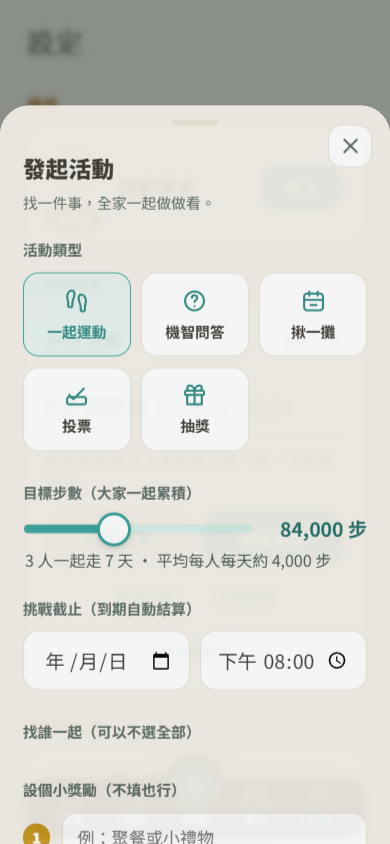 設定
發起活動
找一件事，全家一起做做看。
活動類型
一起運動
機智問答
揪一攤
投票
抽獎
目標步數（大家一起累積）
84,000 步
3 人一起走 7 天 · 平均每人每天約 4,000 步
挑戰截止（到期自動結算）
年 /月/日
下午 08:00
找誰一起（可以不選全部）
設個小獎勵（不填也行）
1
例：聚餐或小禮物